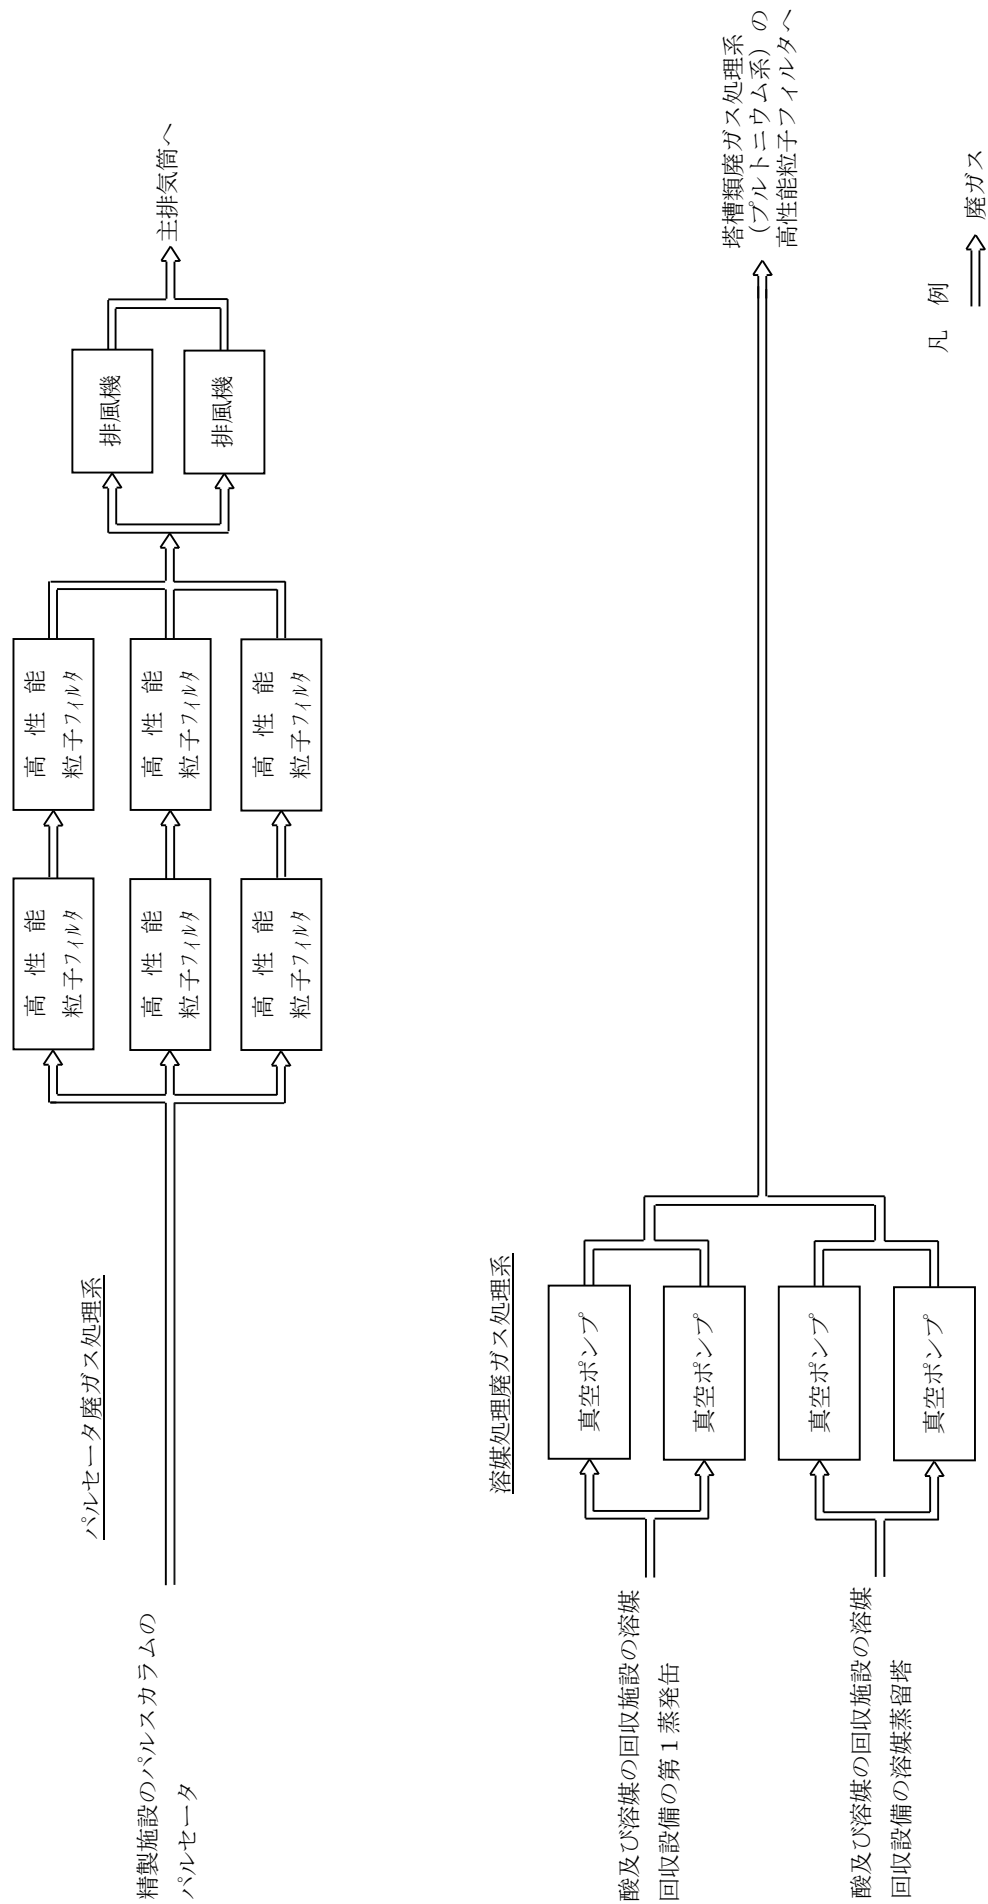 パルセータ廃ガス処理系
精製施設のパルスカラムの
パルセータ
高性能
粒子フィルタ
高性能
粒子フィルタ
高性能
粒子フィルタ
高性能
粒子フィルタ
高性能
粒子フィルタ
高性能
粒子フィルタ
排風機
排風機
主排気筒へ
溶媒処理廃ガス処理系
酸及び溶媒の回収施設の溶媒
回収設備の第1蒸発缶
真空ポンプ
真空ポンプ
酸及び溶媒の回収施設の溶媒
回収設備の溶媒蒸留塔
真空ポンプ
真空ポンプ
塔槽類廃ガス処理系
(プルトニウム系)の
高性能粒子フィルタへ
凡 例
廃ガス